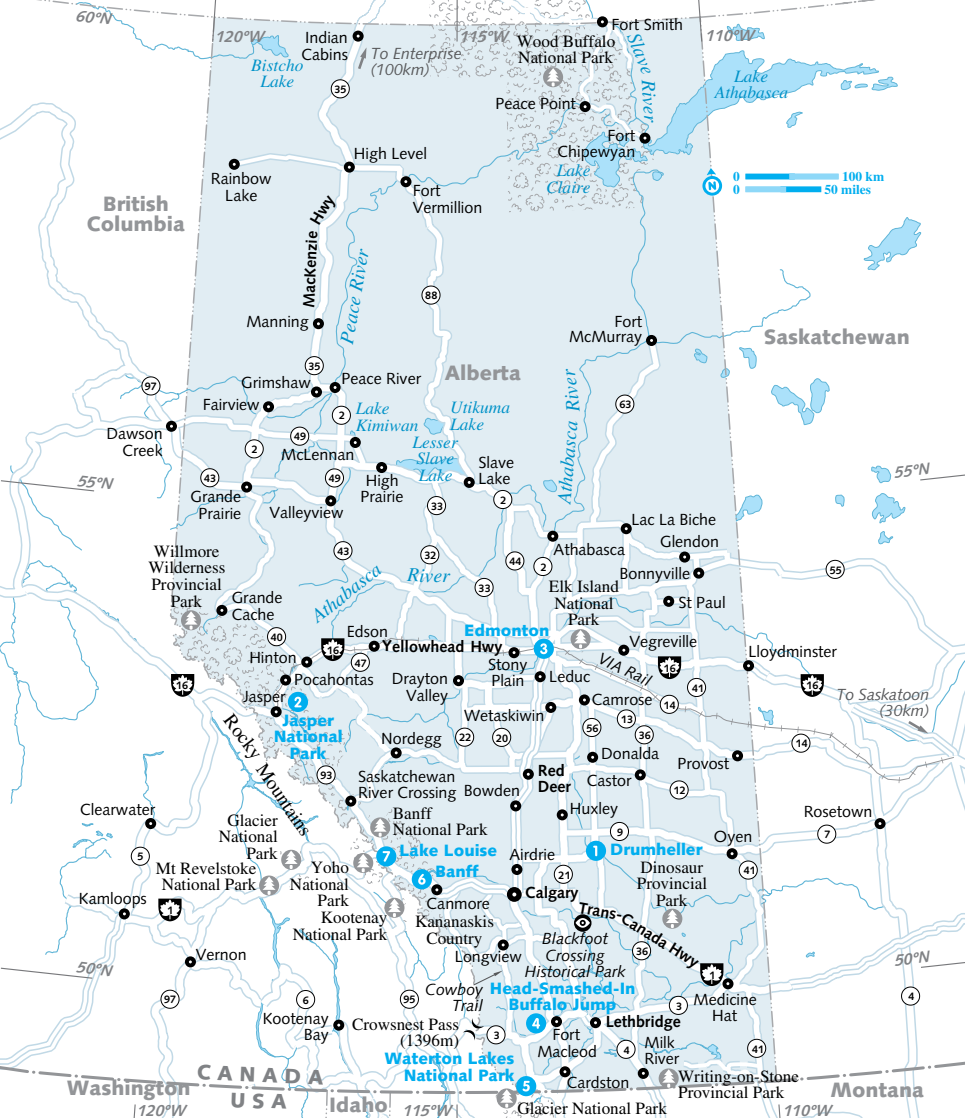 60°N
120°W
115°W
110°W
Fort Smith
Indian
Cabins
To Enterprise
(100km)
Wood Buffalo
National Park
Slave River
Bistcho
Lake
Lake
Athabasca
35
Peace Point
Fort
Chipewyan
Lake
Claire
High Level
Rainbow
Lake
Fort
Vermillion
N
0 100 km
0 50 miles
British
Columbia
MacKenzie Hwy
Peace River
88
Manning
Fort
McMurray
Saskatchewan
35
Alberta
97
Grimshaw
Peace River
Fairview
2
Lake
Kimiwan
Utikuma
Lake
Athabasca River
63
Dawson
Creek
49
2
McLennan
Lesser
Slave
Lake
Slave
Lake
55°N
55°N
43
Grande
Prairie
49
High
Prairie
Valleyview
33
2
Lac La Biche
Athabasca
Glendon
Willmore
Wilderness
Provincial
Park
43
32
44
2
Bonnyville
55
Athabasca River
33
Elk Island
National
Park
St Paul
Grande
Cache
40
16
Edson
Yellowhead Hwy
Edmonton
3
Vegreville
Lloydminster
Hinton
47
Stony
Plain
VIA Rail
16
16
16
Pocahontas
Drayton
Valley
Leduc
41
To Saskatoon
(30km)
Jasper
2
Jasper
National
Park
Wetaskiwin
Camrose
14
13
Rocky Mountains
22
20
56
36
14
Nordegg
Donalda
Provost
93
Saskatchewan
River Crossing
Red
Deer
Castor
12
Bowden
Clearwater
Huxley
Rosetown
Glacier
National
Park
Banff
National Park
9
7
Oyen
5
7
Lake Louise
1
Drumheller
Airdrie
Mt Revelstoke
National Park
Yoho
National
Park
6
Banff
21
Dinosaur
Provincial
Park
41
Kamloops
1
Canmore
Calgary
Kootenay
National Park
Kananaskis
Country
Trans-Canada Hwy
Blackfoot
Crossing
Historical Park
36
Longview
Vernon
50°N
50°N
1
Cowboy
Trail
Head-Smashed-In
Buffalo Jump
Medicine
Hat
97
6
95
3
4
Kootenay
Bay
Crowsnest Pass
(1396m)
3
4
Fort
Macleod
Lethbridge
4
Milk
River
41
Waterton Lakes
National Park
5
Cardston
Writing-on-Stone
Provincial Park
CANADA
USA
Washington
Idaho
Montana
Glacier National Park
120°W
115°W
110°W